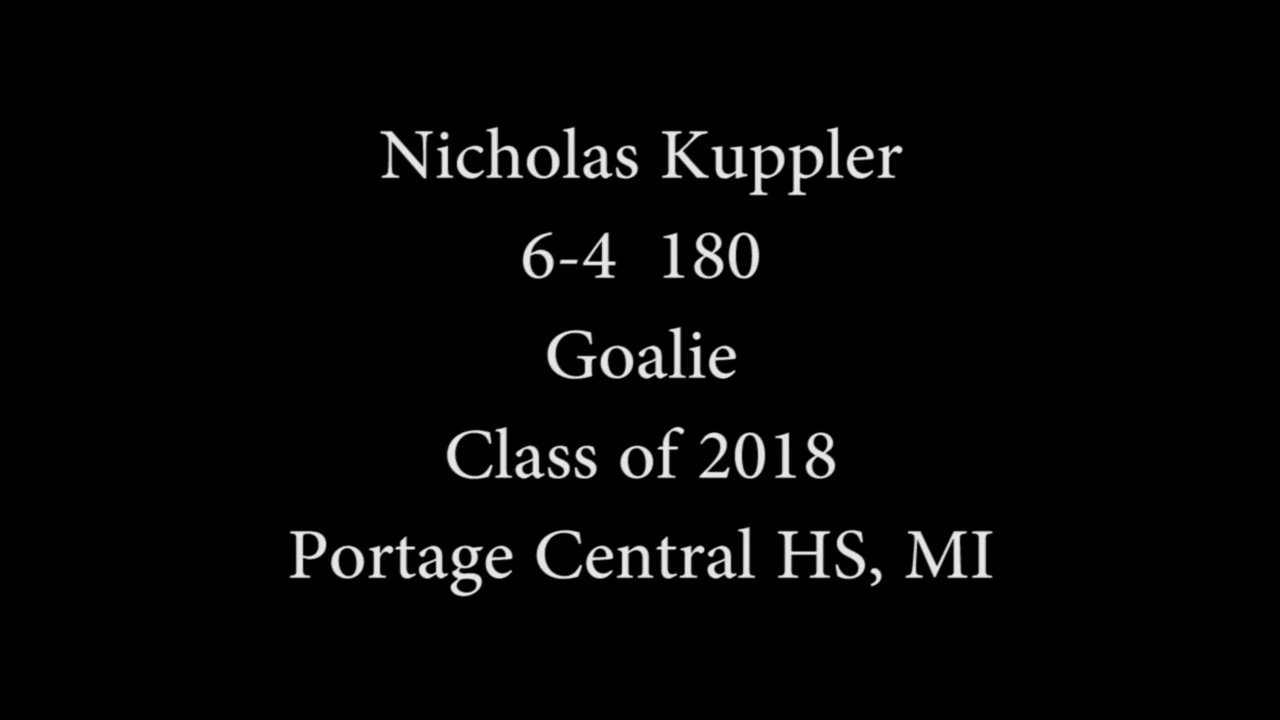 Nicholas Kuppler
6-4  180
Goalie
Class of 2018
Portage Central HS, MI